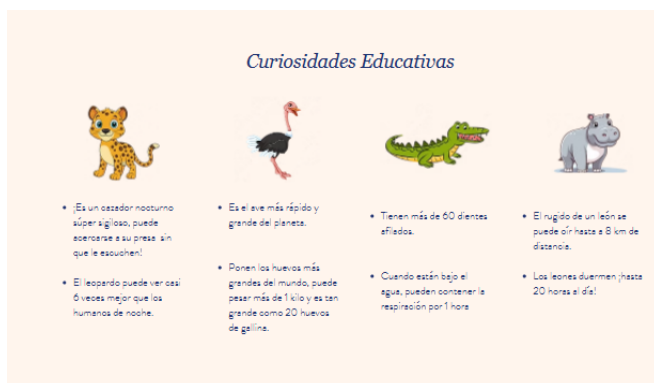 Curiosidades Educativas
• ¡Es un cazador nocturno
súper sigiloso, puede
acercarse a su presa sin
que le escuchen!
• El leopardo puede ver casi
6 veces mejor que los
humanos de noche.
• Es el ave más rápido y
grande del planeta.
• Ponen los huevos más
grandes del mundo, puede
pesar más de 1 kilo y es tan
grande como 20 huevos
de gallina.
• Tienen más de 60 dientes
afilados.
• Cuando están bajo el
agua, pueden contener la
respiración por 1 hora
• El rugido de un león se
puede oír hasta a 8 km de
distancia.
• Los leones duermen ¡hasta
20 horas al día!